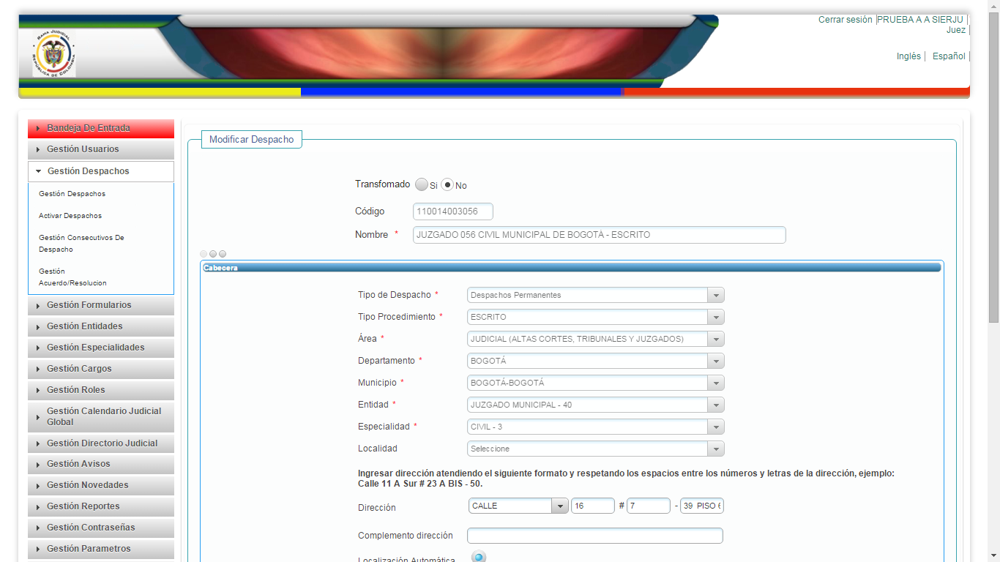 Cerrar sesión PRUEBA A A SIERJU
Juez
Inglés Español
RAMA JUDICIAL
REPUBLICA DE COLOMBIA
Bandeja De Entrada
Gestión Usuarios
Gestión Despachos
Gestión Despachos
Activar Despachos
Gestión Consecutivos De
Despacho
Gestión
Acuerdo/Resolucion
Gestión Formularios
Gestión Entidades
Gestión Especialidades
Gestión Cargos
Gestión Roles
Gestión Calendario Judicial
Global
Gestión Directorio Judicial
Gestión Avisos
Gestión Novedades
Gestión Reportes
Gestión Contraseñas
Gestión Parametros
Modificar Despacho
Transfomado Si No
Código 110014003056
Nombre * JUZGADO 056 CIVIL MUNICIPAL DE BOGOTÁ - ESCRITO
Cabecera
Tipo de Despacho * Despachos Permanentes
Tipo Procedimiento * ESCRITO
Área * JUDICIAL (ALTAS CORTES, TRIBUNALES Y JUZGADOS)
Departamento * BOGOTÁ
Municipio * BOGOTÁ-BOGOTÁ
Entidad * JUZGADO MUNICIPAL - 40
Especialidad * CIVIL - 3
Localidad Seleccione
Ingresar dirección atendiendo el siguiente formato y respetando los espacios entre los números y letras de la dirección, ejemplo:
Calle 11 A Sur # 23 A BIS - 50.
Dirección CALLE 16 # 7 - 39 PISO 6
Complemento dirección
Localización Automática